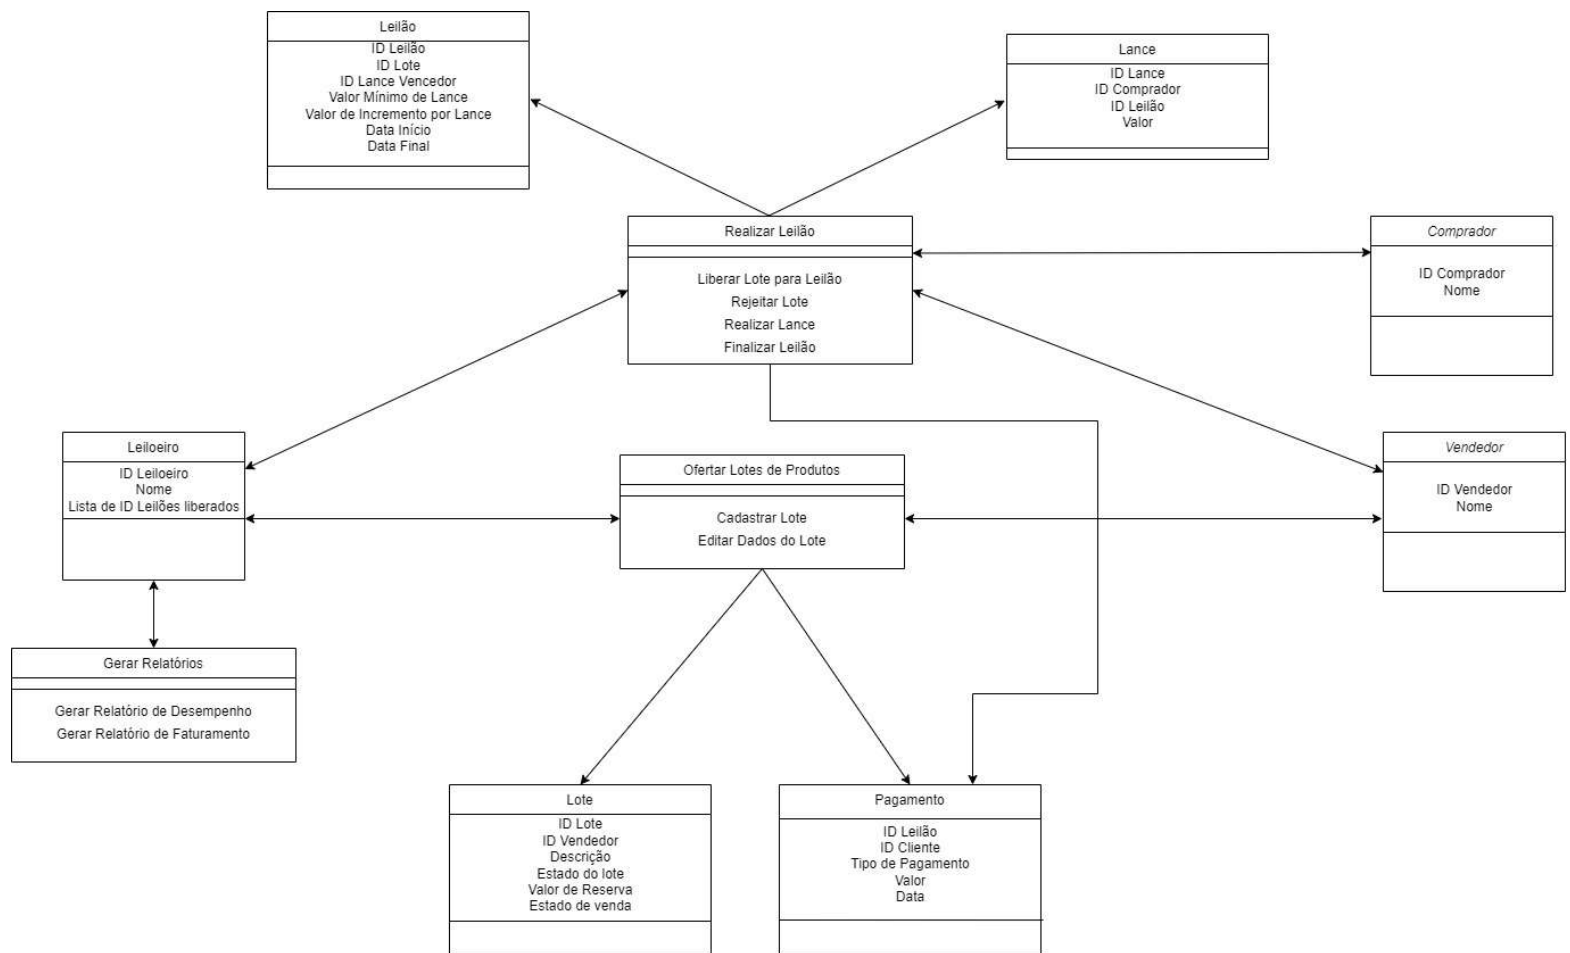 Leilão
ID Leilão
ID Lote
ID Lance Vencedor
Valor Mínimo de Lance
Valor de Incremento por Lance
Data Início
Data Final
Lance
ID Lance
ID Comprador
ID Leilão
Valor
Realizar Leilão
Liberar Lote para Leilão
Rejeitar Lote
Realizar Lance
Finalizar Leilão
Comprador
ID Comprador
Nome
Leiloeiro
ID Leiloeiro
Nome
Lista de ID Leilões liberados
Ofertar Lotes de Produtos
Cadastrar Lote
Editar Dados do Lote
Vendedor
ID Vendedor
Nome
Gerar Relatórios
Gerar Relatório de Desempenho
Gerar Relatório de Faturamento
Lote
ID Lote
ID Vendedor
Descrição
Estado do lote
Valor de Reserva
Estado de venda
Pagamento
ID Leilão
ID Cliente
Tipo de Pagamento
Valor
Data